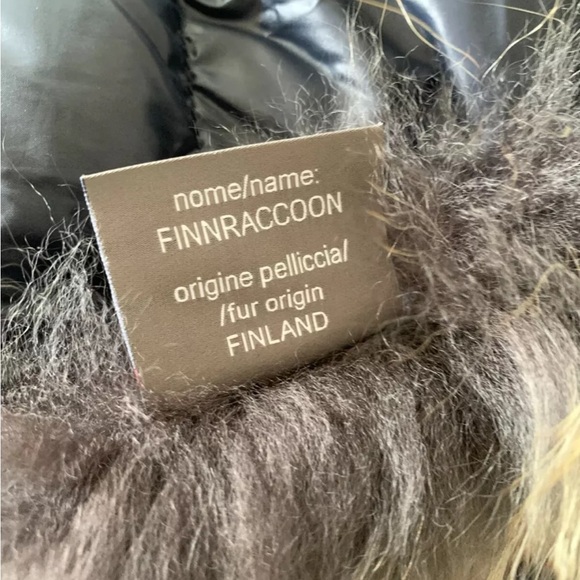 nome/name:
FINNRACCOON
origine pelliccia/
/fur origin
FINLAND